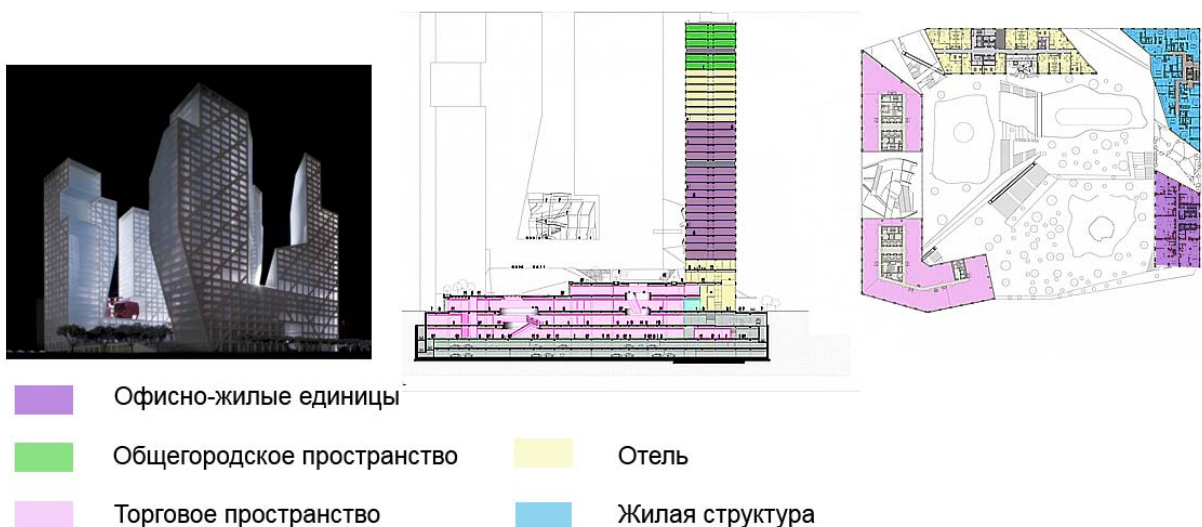 Офисно-жилые единицы
Общегородское пространство
Отель
Торговое пространство
Жилая структура